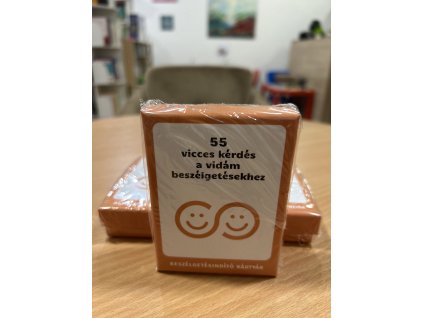 55
vicces kérdés
a vidám
beszélgetésekhez
BESZÉLGETÉSINDÍTÓ KÁRTYÁK